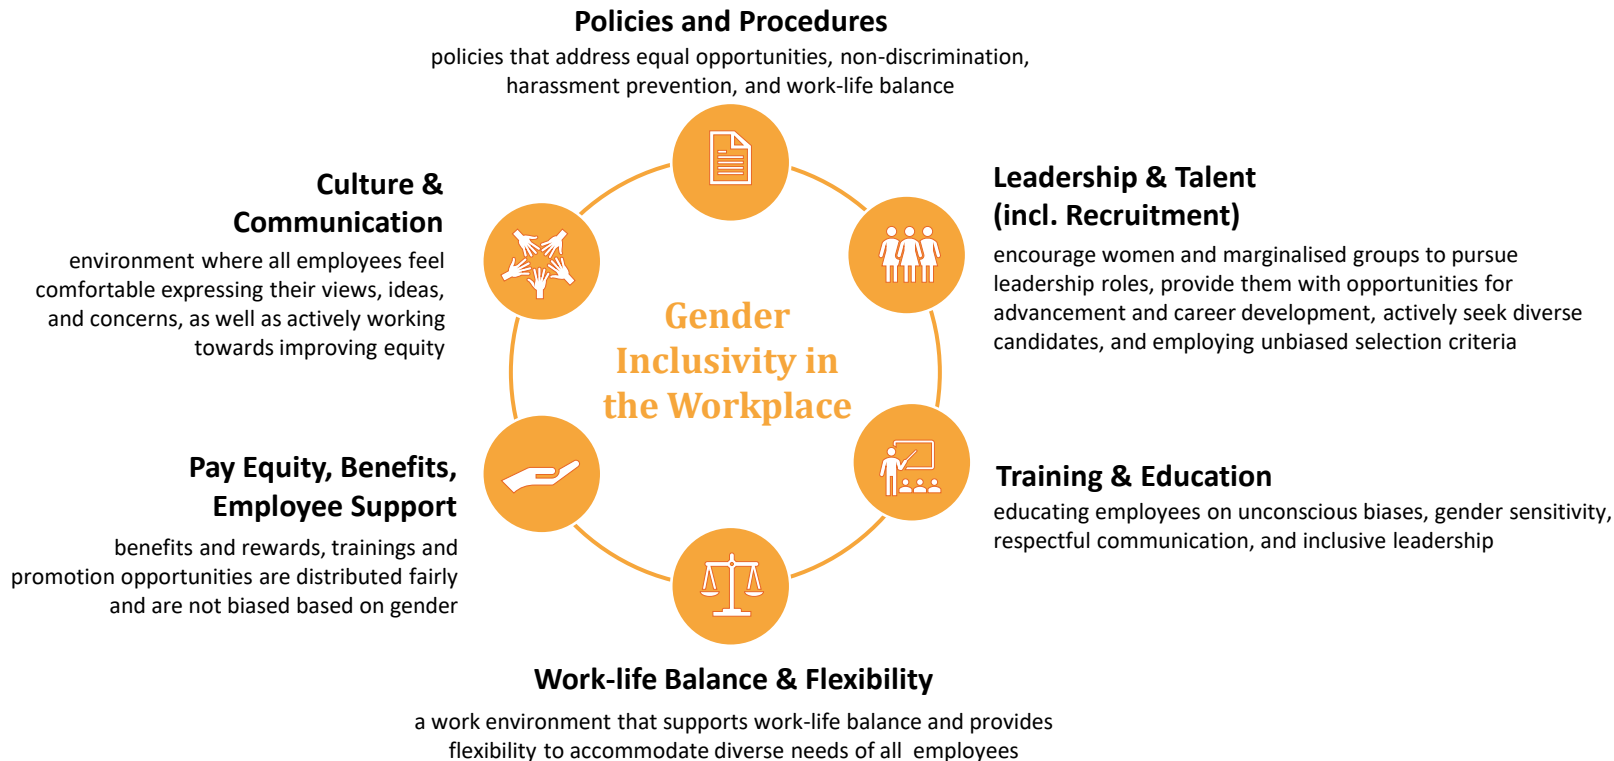 Policies and Procedures
policies that address equal opportunities, non-discrimination,
harassment prevention, and work-life balance
Leadership & Talent
(incl. Recruitment)
encourage women and marginalised groups to pursue
leadership roles, provide them with opportunities for
advancement and career development, actively seek diverse
candidates, and employing unbiased selection criteria
Training & Education
educating employees on unconscious biases, gender sensitivity,
respectful communication, and inclusive leadership
Work-life Balance & Flexibility
a work environment that supports work-life balance and provides
flexibility to accommodate diverse needs of all employees
Pay Equity, Benefits,
Employee Support
benefits and rewards, trainings and
promotion opportunities are distributed fairly
and are not biased based on gender
Culture &
Communication
environment where all employees feel
comfortable expressing their views, ideas,
and concerns, as well as actively working
towards improving equity
Gender
Inclusivity in
the Workplace